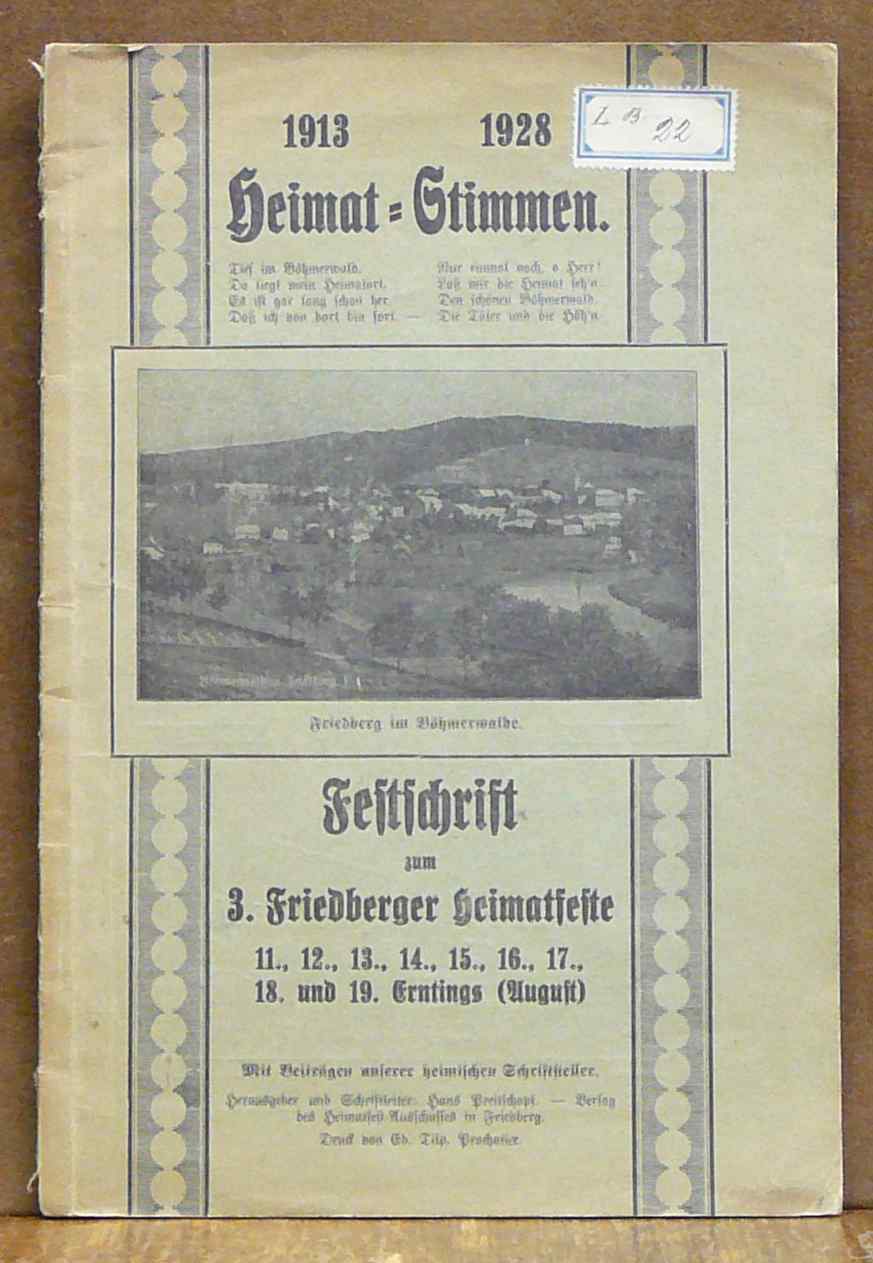 1913 1928
L B. 22
Heimat=Stimmen.
Tief im Böhmerwald.
Da liegt mein Heimatort.
Es ist gar lang schon her
Daß ich von dort bin fort. —
Nur einmal noch, o Herr!
Laß mir die Heimat seh'n
Den schönen Böhmerwald.
Die Täler und die Höh'n
Friedberg im Böhmerwalde.
Festschrift
zum
3. Friedberger Heimatfeste
11., 12., 13., 14., 15., 16., 17.,
18. und 19. Erntings (August)
Mit Beiträgen unserer heimischen Schriftsteller.
Herausgeber und Schriftleiter: Hans Preitschopf. — Verlag
des Heimatfest-Ausschusses in Friedberg.
Druck von Ed. Tilp,